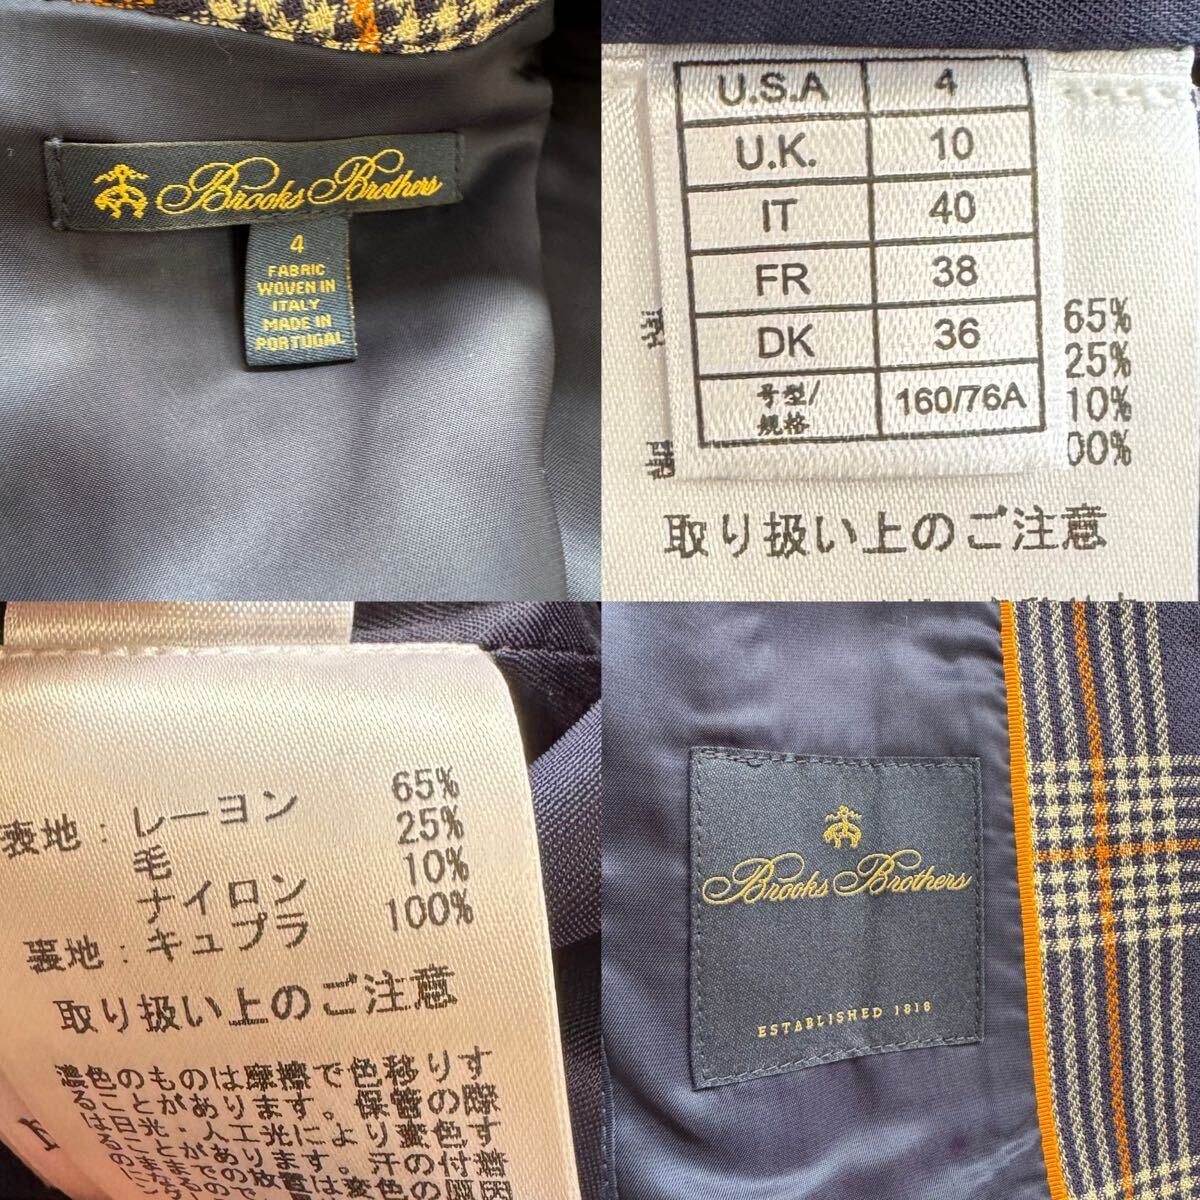 Brooks Brothers
4
FABRIC
WOVEN IN
ITALY
MADE IN
PORTUGAL
U.S.A 4
U.K. 10
IT 40
FR 38
DK 36
号型/规格 160/76A
65%
25%
10%
00%
取り扱い上のご注意
表地: レーヨン 65%
毛 25%
ナイロン 10%
裏地: キュプラ 100%
取り扱い上のご注意
濃色のものは摩擦で色移りす
ることがあります。保管の際
は日光・人工光により変色す
Brooks Brothers
ESTABLISHED 1818